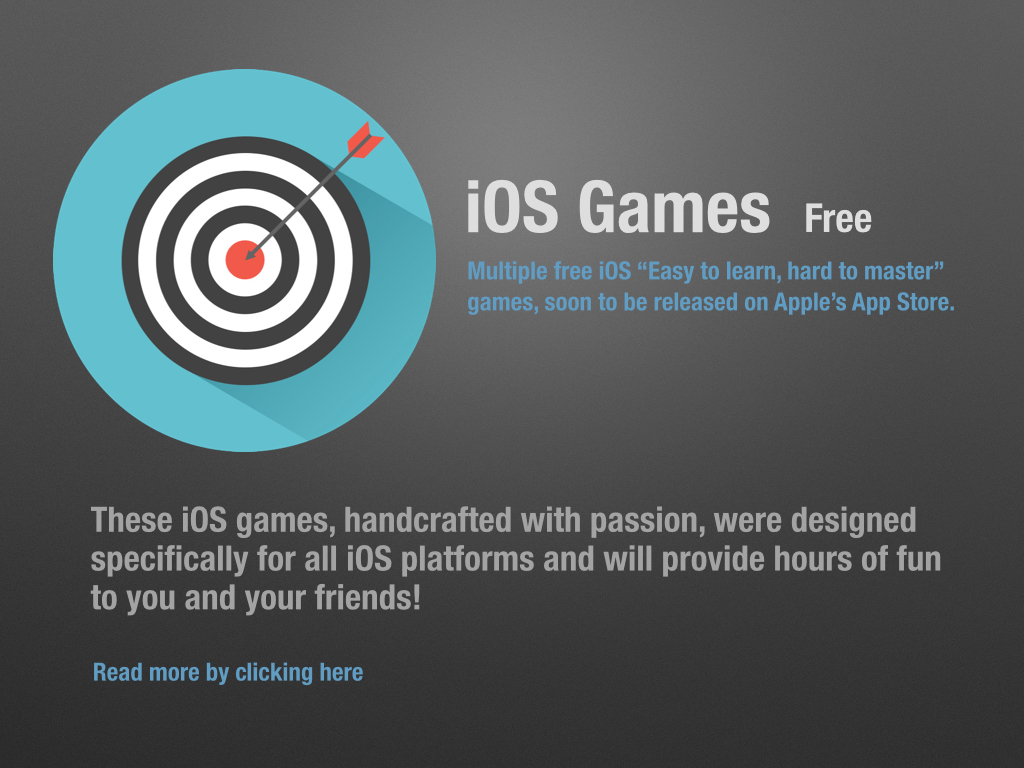 iOS Games Free
Multiple free iOS “Easy to learn, hard to master”
games, soon to be released on Apple’s App Store.
These iOS games, handcrafted with passion, were designed
specifically for all iOS platforms and will provide hours of fun
to you and your friends!
Read more by clicking here